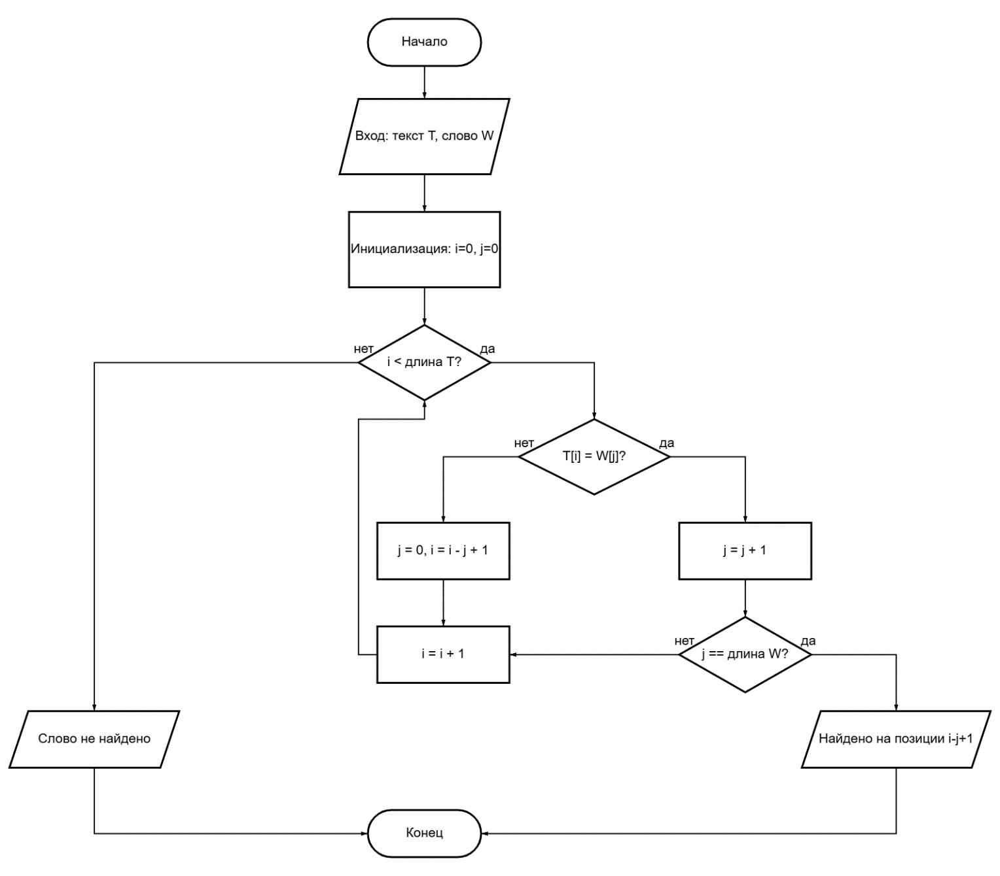 Начало
Вход: текст T, слово W
Инициализация: i=0, j=0
i < длина T?
нет
да
T[i] = W[j]?
нет
да
j = 0, i = i - j + 1
j = j + 1
i = i + 1
j == длина W?
нет
да
Слово не найдено
Найдено на позиции i-j+1
Конец